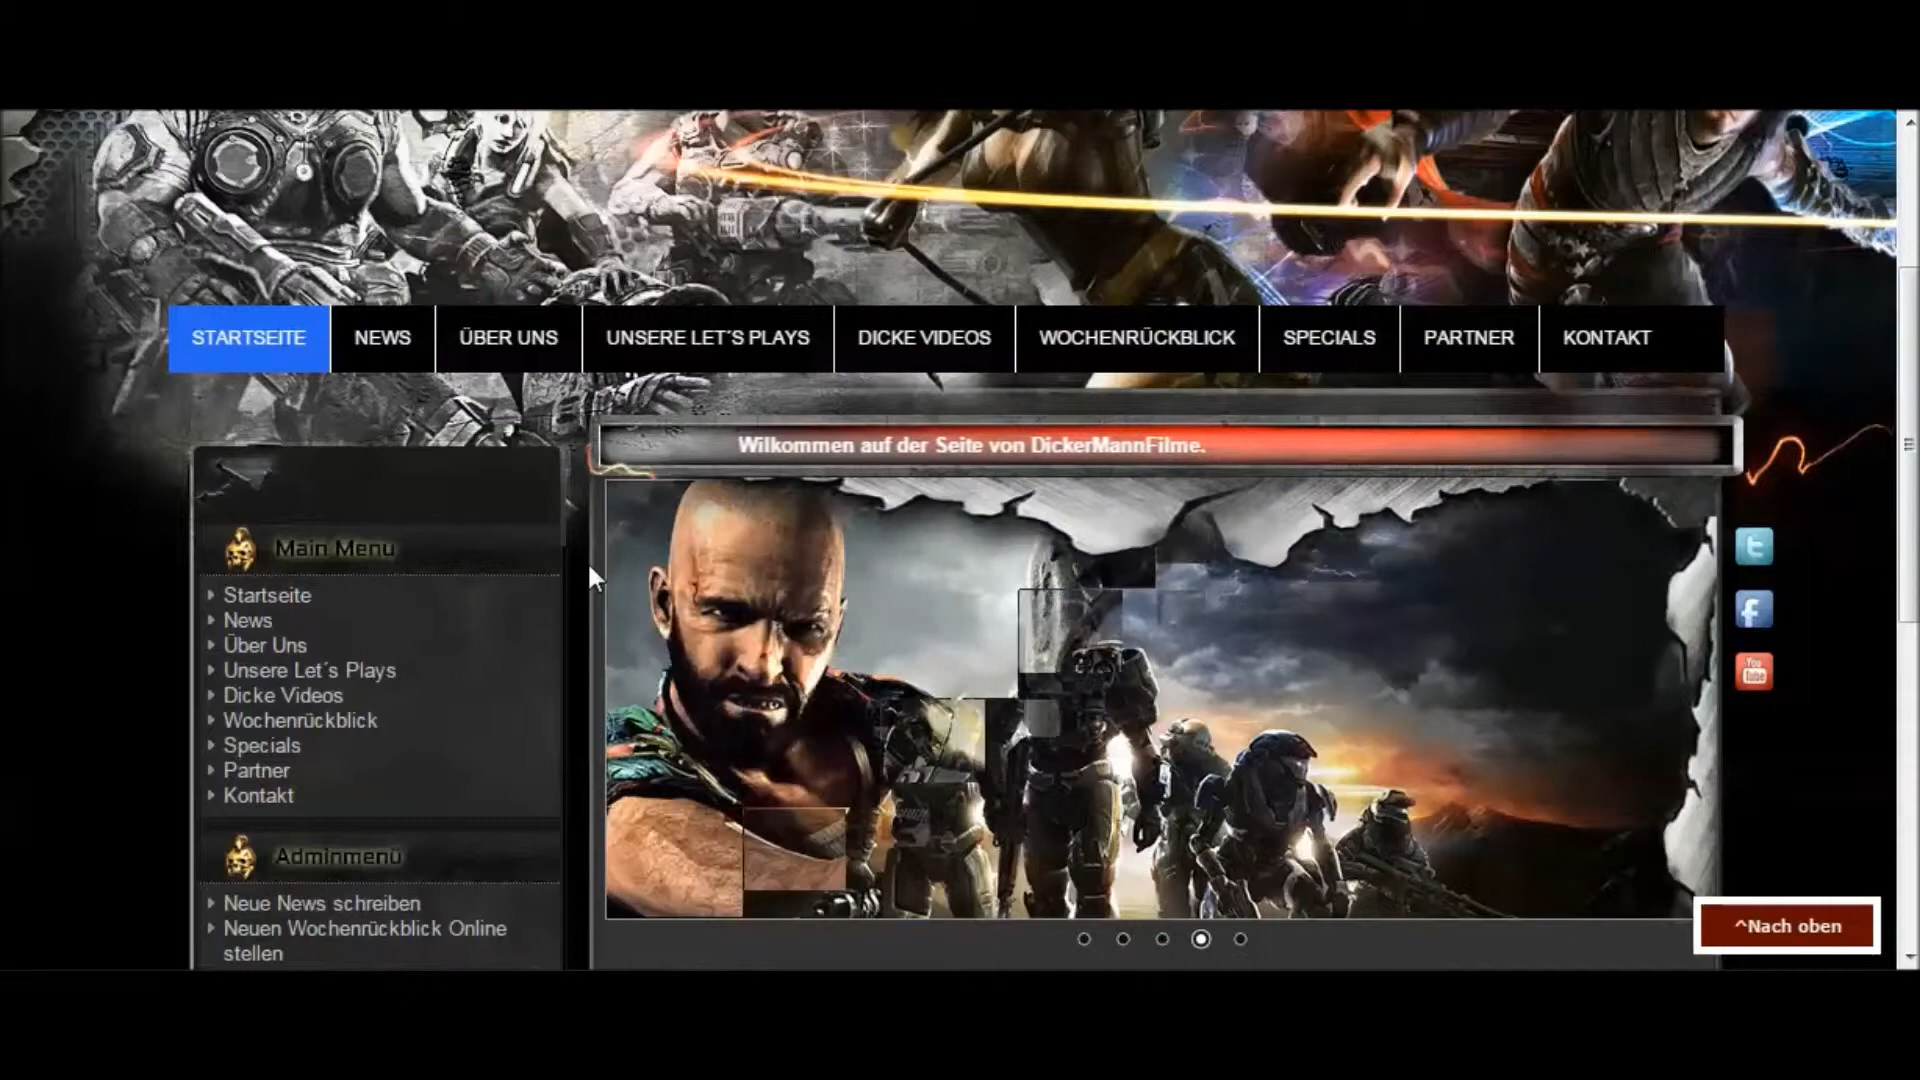 STARTSEITE NEWS ÜBER UNS UNSERE LET´S PLAYS DICKE VIDEOS WOCHENRÜCKBLICK SPECIALS PARTNER KONTAKT
Wilkommen auf der Seite von DickerMannFilme.
Main Menu
Startseite
News
Über Uns
Unsere Let´s Plays
Dicke Videos
Wochenrückblick
Specials
Partner
Kontakt
Adminmenü
Neue News schreiben
Neuen Wochenrückblick Online
stellen
t
f
You
Tube
^Nach oben